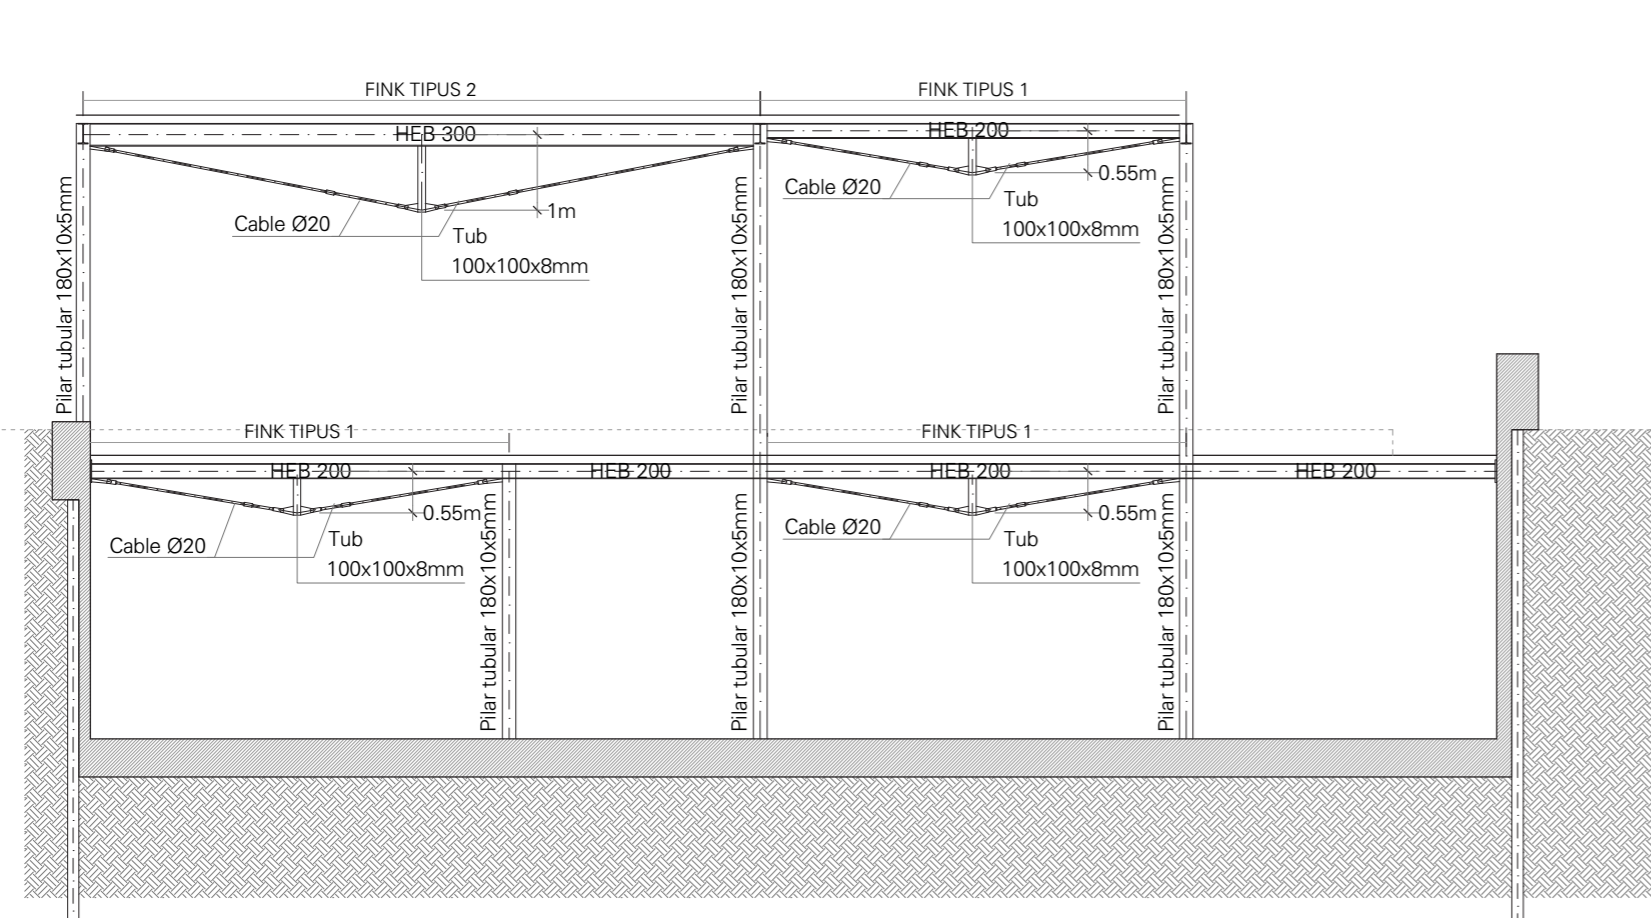 FINK TIPUS 2
FINK TIPUS 1
HEB 300
HEB 200
Cable Ø20
1m
Tub
100x100x8mm
Cable Ø20
0.55m
Tub
100x100x8mm
Pilar tubular 180x10x5mm
Pilar tubular 180x10x5mm
Pilar tubular 180x10x5mm
FINK TIPUS 1
FINK TIPUS 1
HEB 200
HEB 200
HEB 200
HEB 200
Cable Ø20
0.55m
Tub
100x100x8mm
Cable Ø20
0.55m
Tub
100x100x8mm
Pilar tubular 180x10x5mm
Pilar tubular 180x10x5mm
Pilar tubular 180x10x5mm